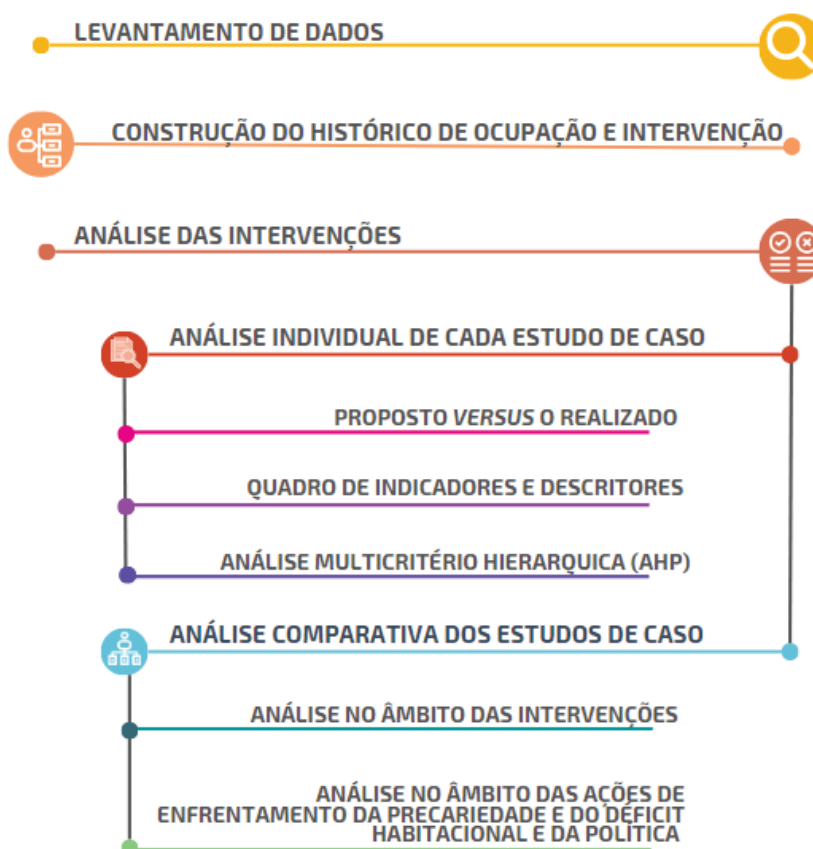 LEVANTAMENTO DE DADOS
CONSTRUÇÃO DO HISTÓRICO DE OCUPAÇÃO E INTERVENÇÃO
ANÁLISE DAS INTERVENÇÕES
ANÁLISE INDIVIDUAL DE CADA ESTUDO DE CASO
PROPOSTO VERSUS O REALIZADO
QUADRO DE INDICADORES E DESCRITORES
ANÁLISE MULTICRITÉRIO HIERARQUICA (AHP)
ANÁLISE COMPARATIVA DOS ESTUDOS DE CASO
ANÁLISE NO ÂMBITO DAS INTERVENÇÕES
ANÁLISE NO ÂMBITO DAS AÇÕES DE
ENFRENTAMENTO DA PRECARIEDADE E DO DÉFICIT
HABITACIONAL E DA POLÍTICA